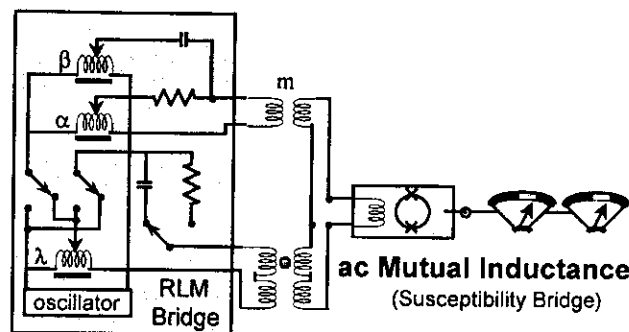 β
m
α
λ
oscillator
RLM
Bridge
ac Mutual Inductance
(Susceptibility Bridge)